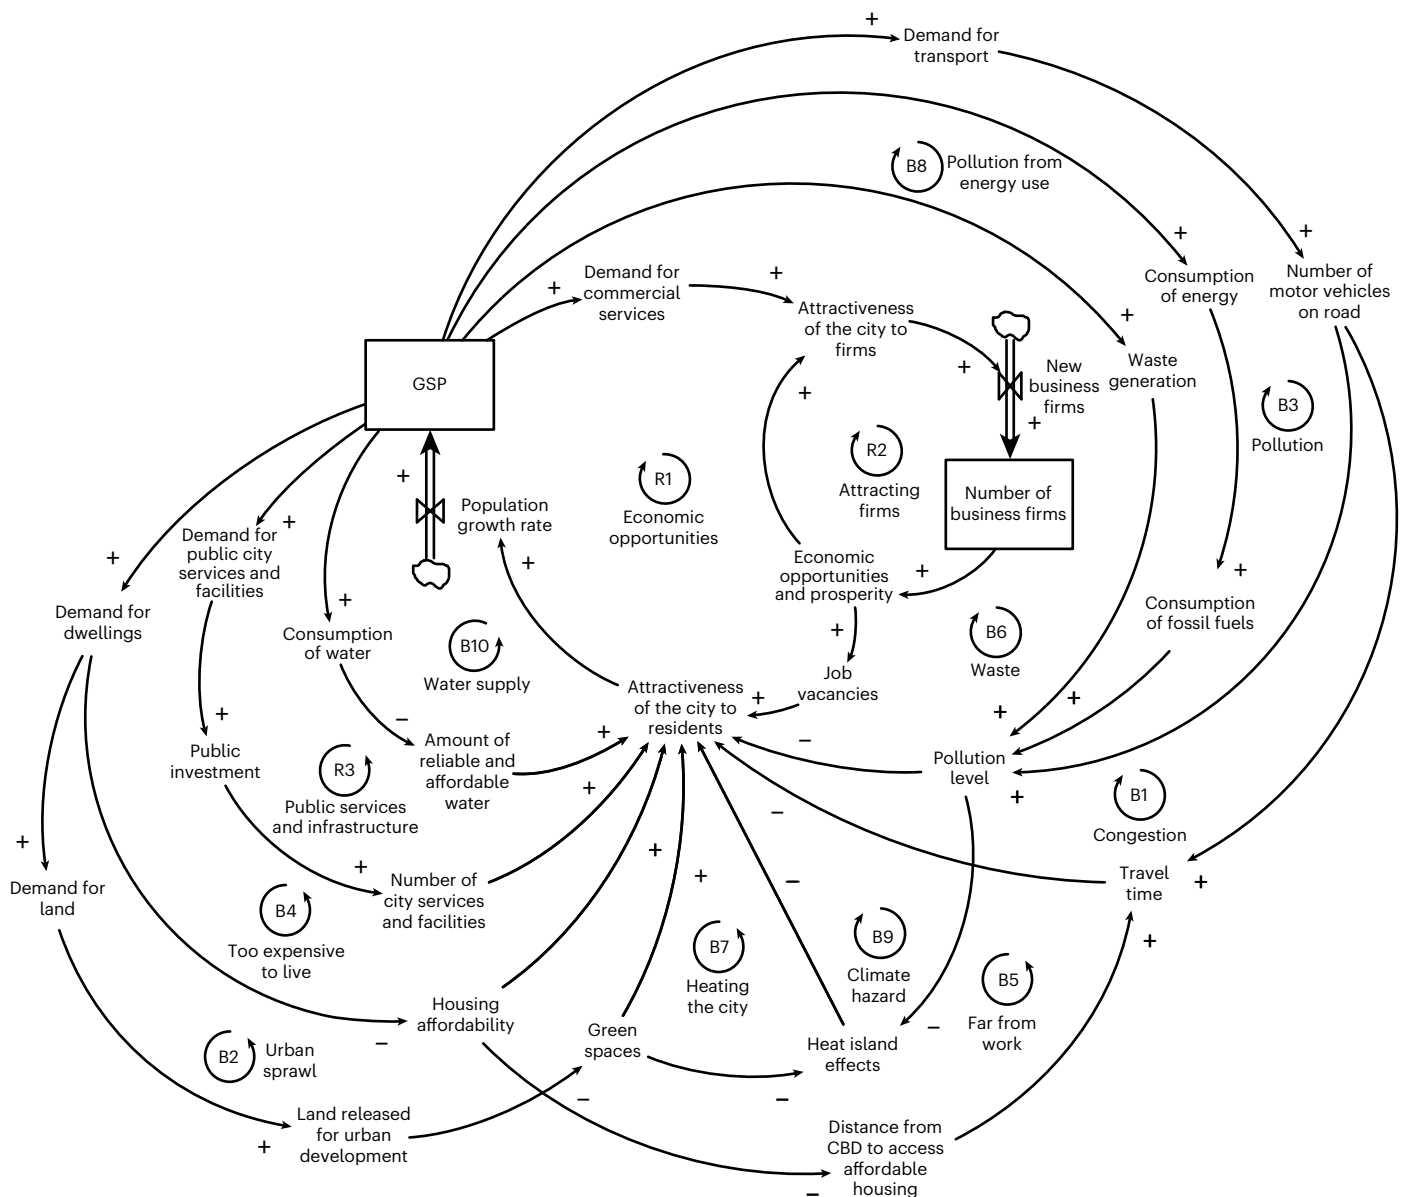 +
Demand for
transport
B8
Pollution from
energy use
+
+
Consumption
of energy
Number of
motor vehicles
on road
+
Demand for
commercial
services
+
Attractiveness
of the city to
firms
+
New
business
firms
+
+
Waste
generation
GSP
B3
Pollution
+
+
R2
Attracting
firms
R1
Economic
opportunities
Number of
business firms
Population
growth rate
+
+
Demand for
public city
services and
facilities
+
Economic
opportunities
and prosperity
+
+
Consumption
of fossil fuels
+
Demand for
dwellings
+
Consumption
of water
B10
Water supply
+
B6
Waste
Job
vacancies
+
Attractiveness
of the city to
residents
+
+
+
Public
investment
−
Amount of
reliable and
affordable
water
+
−
Pollution
level
+
R3
Public services
and infrastructure
+
B1
Congestion
−
+
Demand for
land
+
Number of
city services
and facilities
+
+
−
Travel
time
+
B4
Too expensive
to live
B7
Heating
the city
B9
Climate
hazard
+
B5
Far from
work
Housing
affordability
−
Green
spaces
Heat island
effects
−
B2
Urban
sprawl
−
−
Land released
for urban
development
+
Distance from
CBD to access
affordable
housing
−